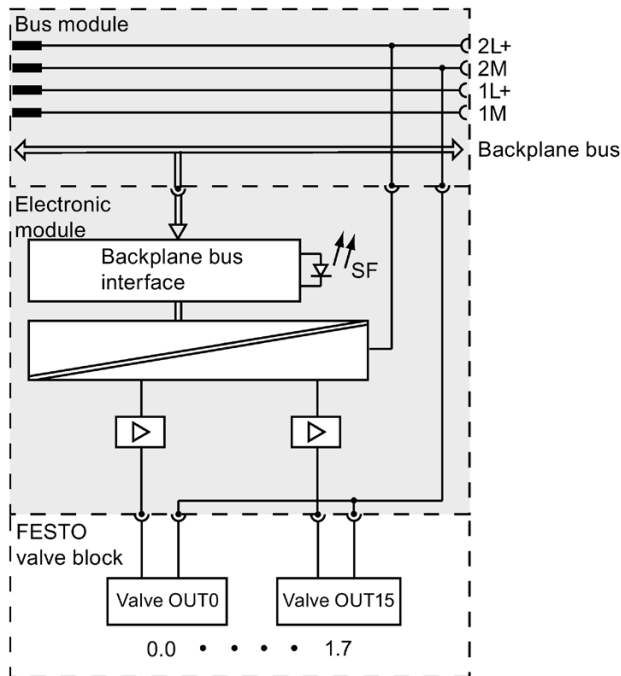 Bus module
2L+
2M
1L+
1M
Backplane bus
Electronic
module
Backplane bus
interface
SF
FESTO
valve block
Valve OUT0
Valve OUT15
0.0 • • • • 1.7